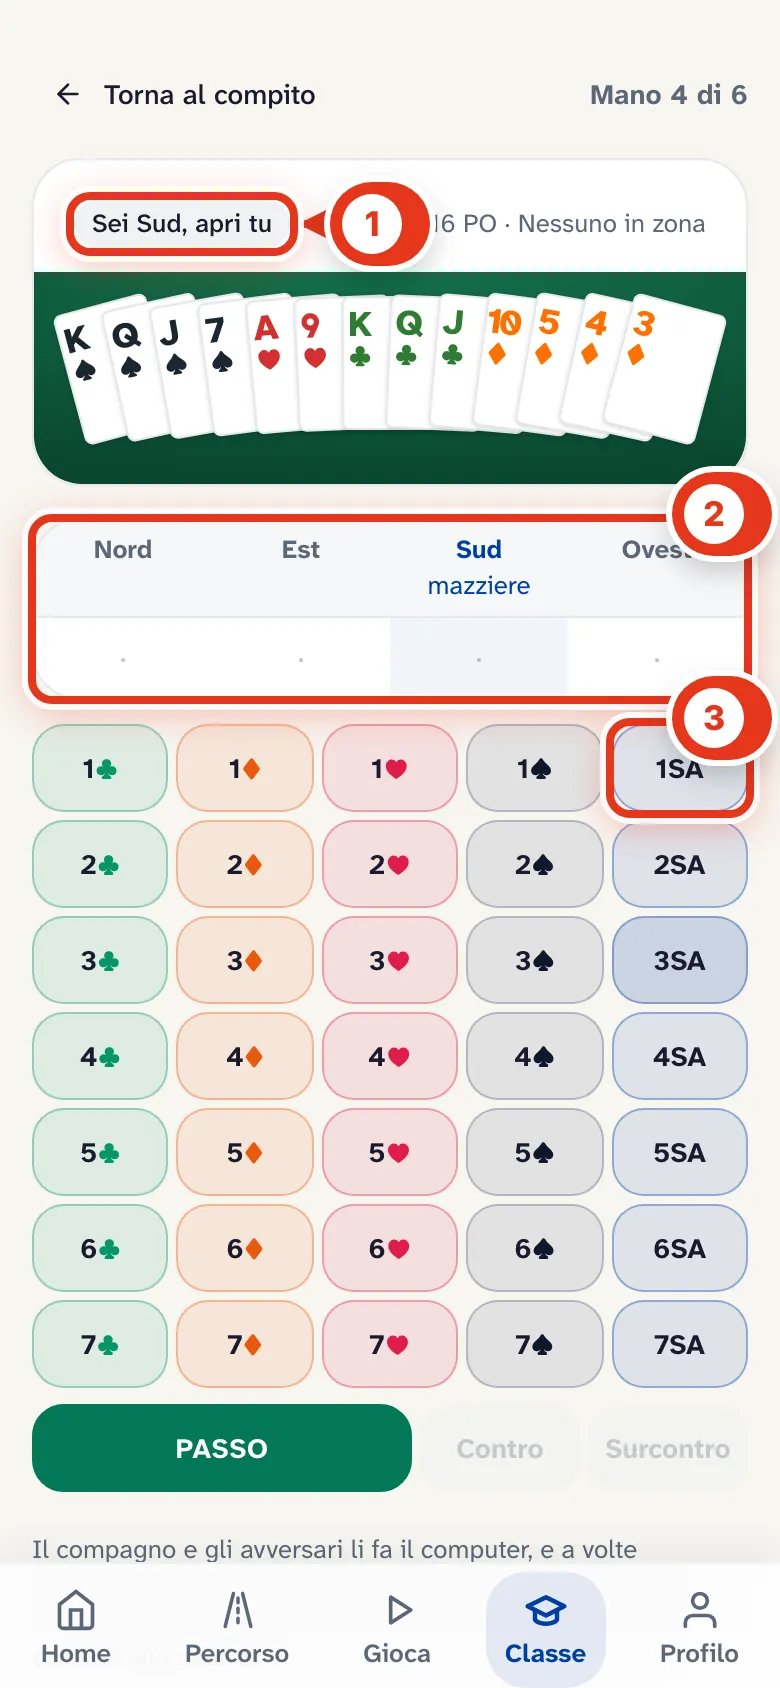 Torna al compito
Mano 4 di 6
Sei Sud, apri tu
1
16 PO · Nessuno in zona
K Q J 7 A 9 K Q J 10 5 4 3
2
Nord Est Sud
mazziere
3
1♣ 1♦ 1♥ 1♠ 1SA
2♣ 2♦ 2♥ 2♠ 2SA
3♣ 3♦ 3♥ 3♠ 3SA
4♣ 4♦ 4♥ 4♠ 4SA
5♣ 5♦ 5♥ 5♠ 5SA
6♣ 6♦ 6♥ 6♠ 6SA
7♣ 7♦ 7♥ 7♠ 7SA
PASSO Contro Surcontro
Il compagno e gli avversari li fa il computer, e a volte
Home Percorso Gioca Classe Profilo